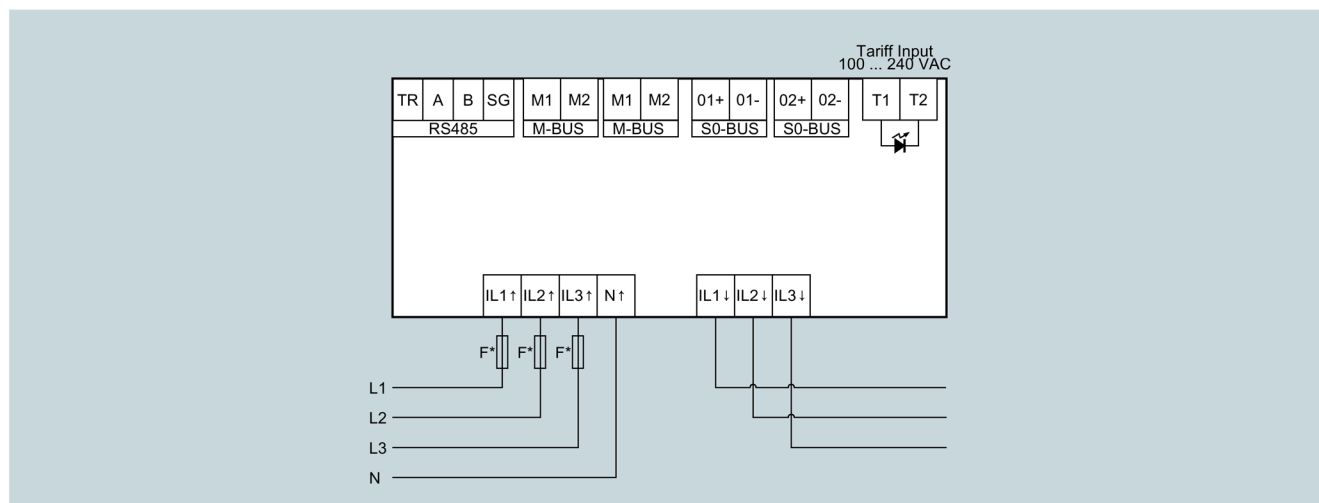 Tariff Input
100 ... 240 VAC
TR A B SG M1 M2 M1 M2 01+ 01- 02+ 02- T1 T2
RS485 M-BUS M-BUS S0-BUS S0-BUS
IL1↑ IL2↑ IL3↑ N↑ IL1↓ IL2↓ IL3↓
F* F* F*
L1
L2
L3
N